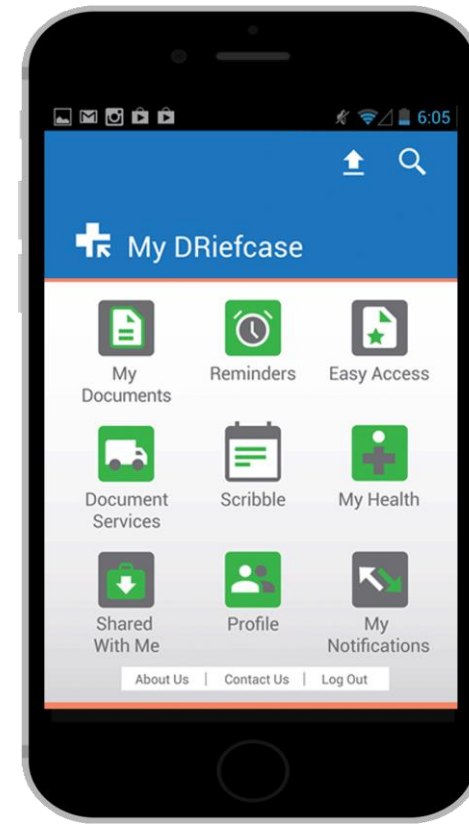 6:05
My DRiefcase
My Reminders Easy Access
Documents
Document Scribble My Health
Services
Shared Profile My
With Me Notifications
About Us | Contact Us | Log Out